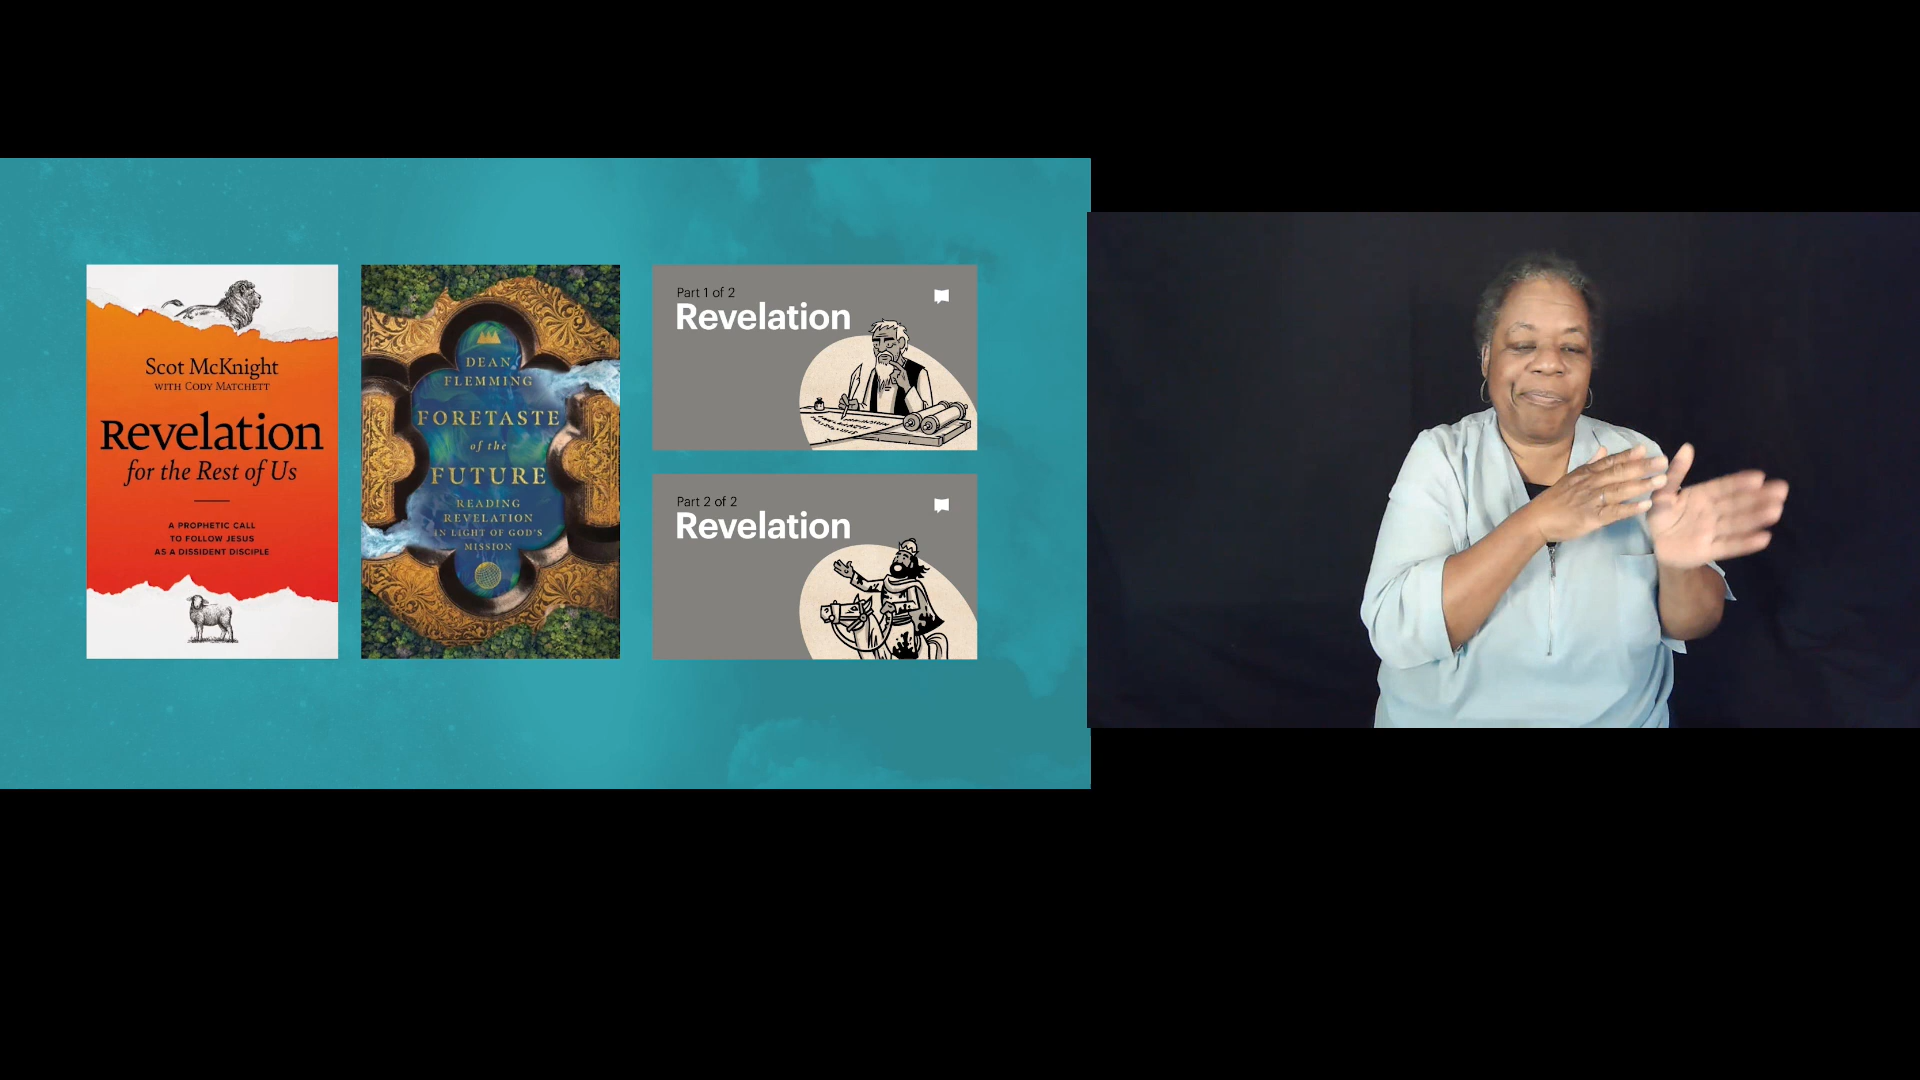 Scot McKnight
WITH CODY MATCHETT
Revelation
for the Rest of Us
A PROPHETIC CALL
TO FOLLOW JESUS
AS A DISSIDENT DISCIPLE
DEAN
FLEMMING
FORETASTE
of the
FUTURE
READING
REVELATION
IN LIGHT OF GOD'S
MISSION
Part 1 of 2
Revelation
Part 2 of 2
Revelation